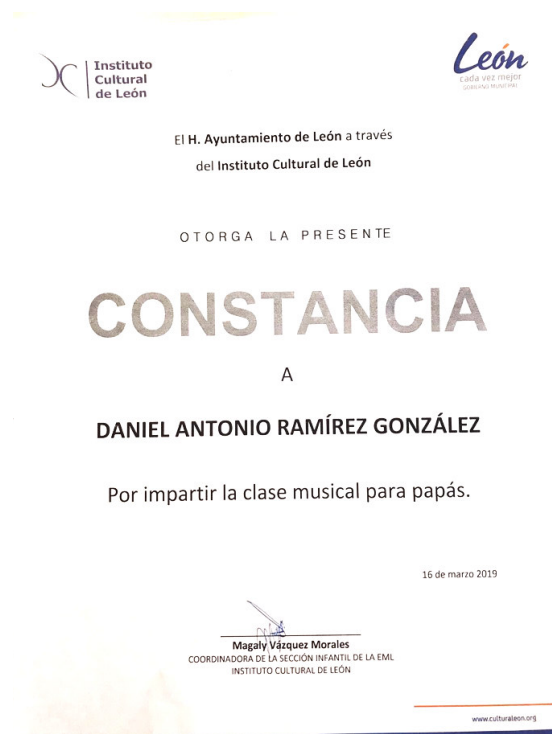 Instituto
Cultural
de León
León
cada vez mejor
GOBIERNO MUNICIPAL
El H. Ayuntamiento de León a través
del Instituto Cultural de León
OTORGA LA PRESENTE
CONSTANCIA
A
DANIEL ANTONIO RAMÍREZ GONZÁLEZ
Por impartir la clase musical para papás.
16 de marzo 2019
Magaly Vázquez Morales
COORDINADORA DE LA SECCIÓN INFANTIL DE LA EML
INSTITUTO CULTURAL DE LEÓN
www.culturaleon.org